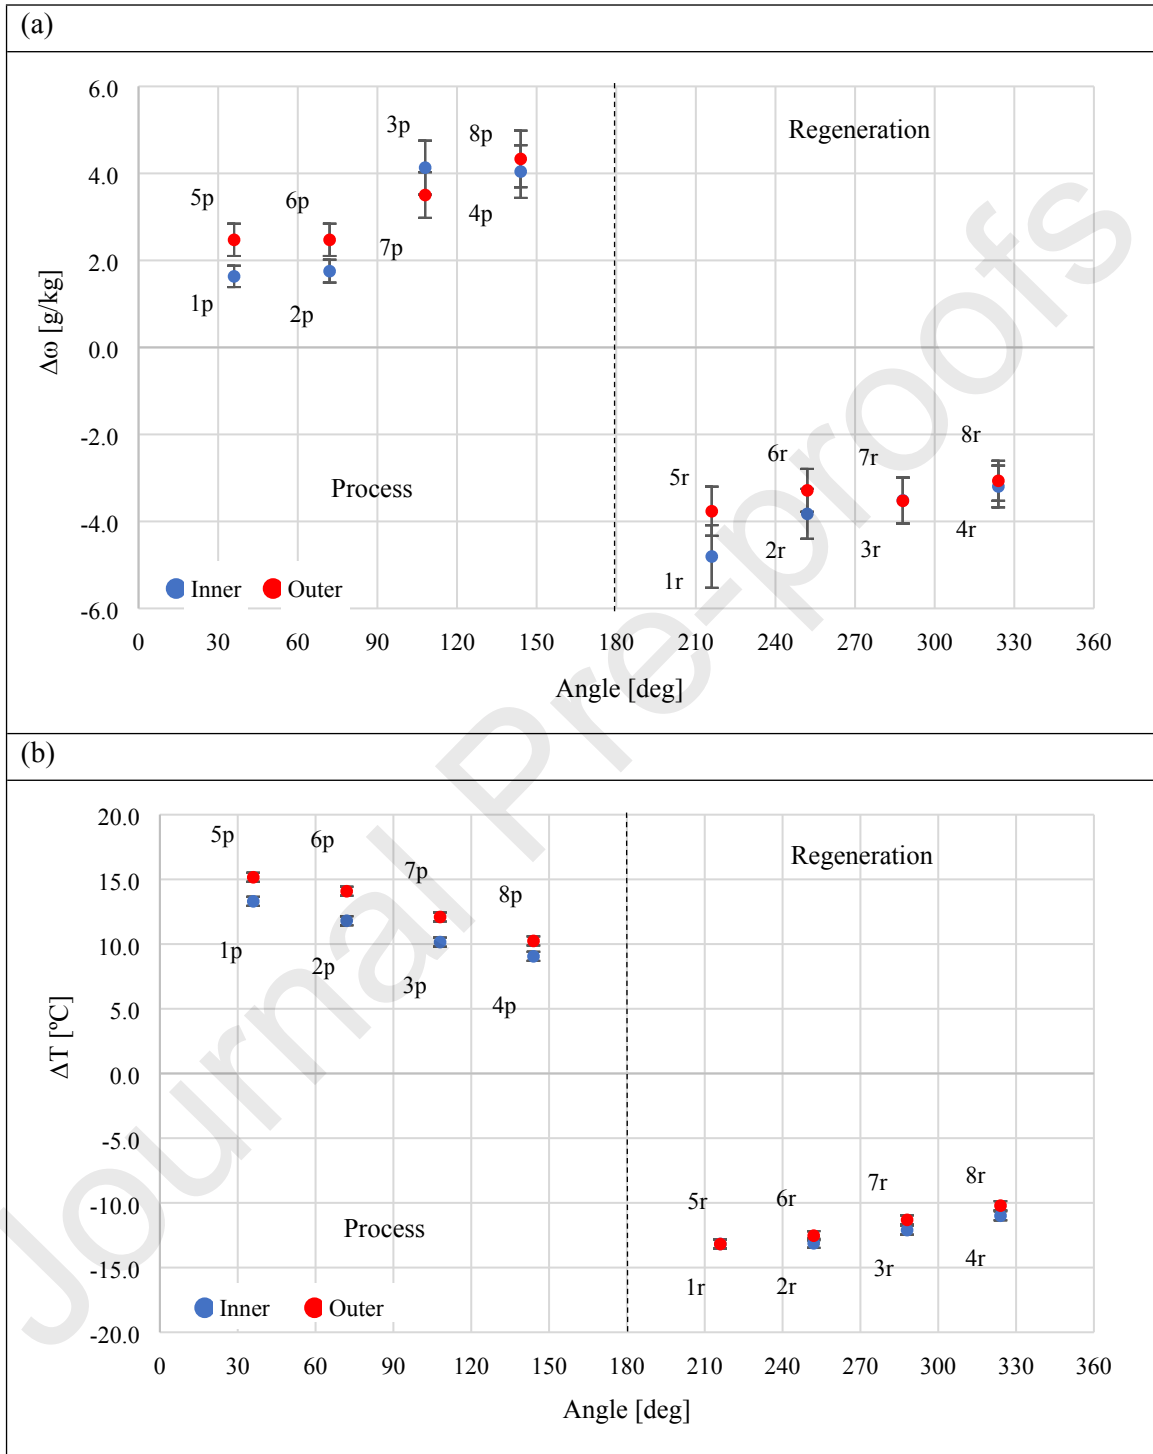 (a)
6.0
4.0
2.0
0.0
-2.0
-4.0
-6.0
Δω [g/kg]
3p
8p
Regeneration
5p
6p
4p
7p
1p
2p
8r
6r
7r
5r
Process
4r
2r
3r
1r
Inner
Outer
0 30 60 90 120 150 180 210 240 270 300 330 360
Angle [deg]
(b)
20.0
15.0
10.0
5.0
0.0
-5.0
-10.0
-15.0
-20.0
ΔT [ºC]
5p
6p
Regeneration
7p
8p
1p
2p
3p
4p
8r
7r
5r
6r
Process
4r
3r
1r
2r
Inner
Outer
0 30 60 90 120 150 180 210 240 270 300 330 360
Angle [deg]
Journal Pre-proofs